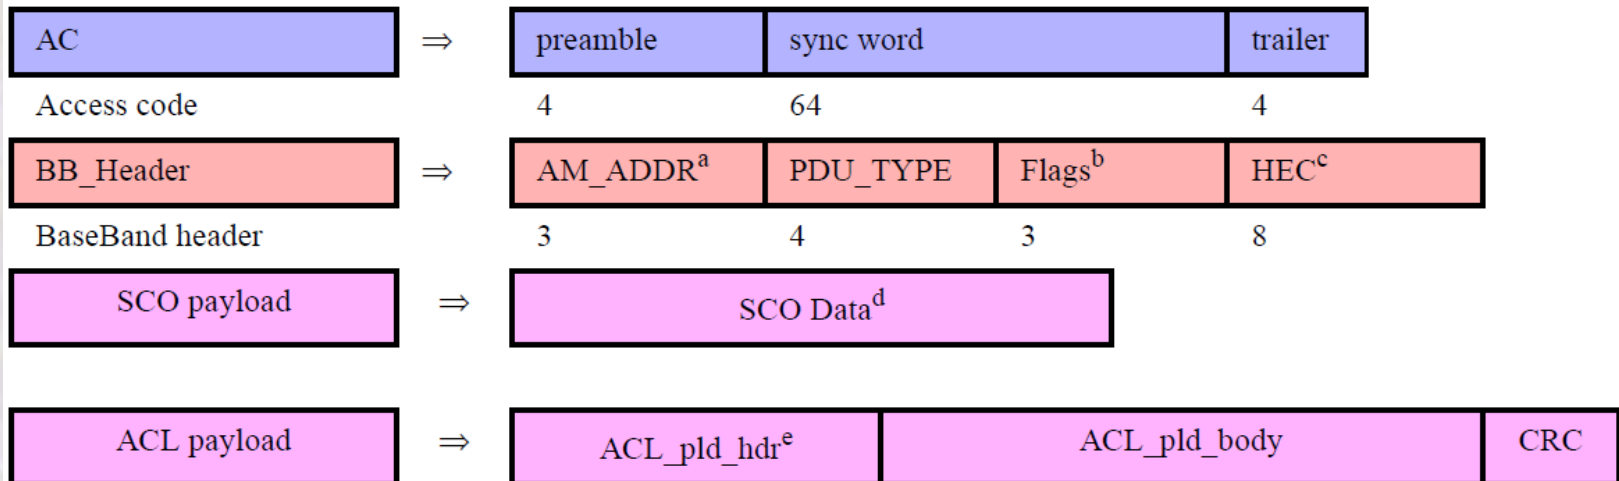 AC ⇒ preamble sync word trailer
Access code 4 64 4
BB_Header ⇒ AM_ADDRᵃ PDU_TYPE Flagsᵇ HECᶜ
BaseBand header 3 4 3 8
SCO payload ⇒ SCO Dataᵈ
ACL payload ⇒ ACL_pld_hdrᵉ ACL_pld_body CRC